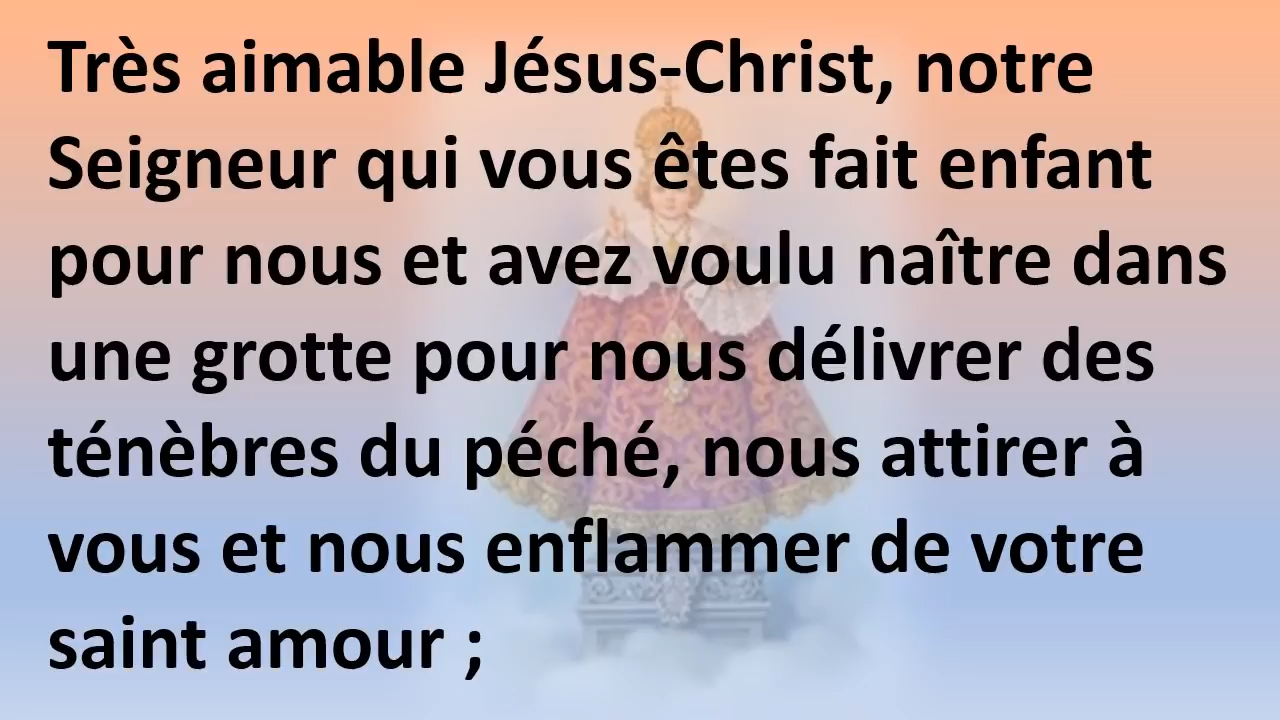 Très aimable Jésus-Christ, notre
Seigneur qui vous êtes fait enfant
pour nous et avez voulu naître dans
une grotte pour nous délivrer des
ténèbres du péché, nous attirer à
vous et nous enflammer de votre
saint amour ;